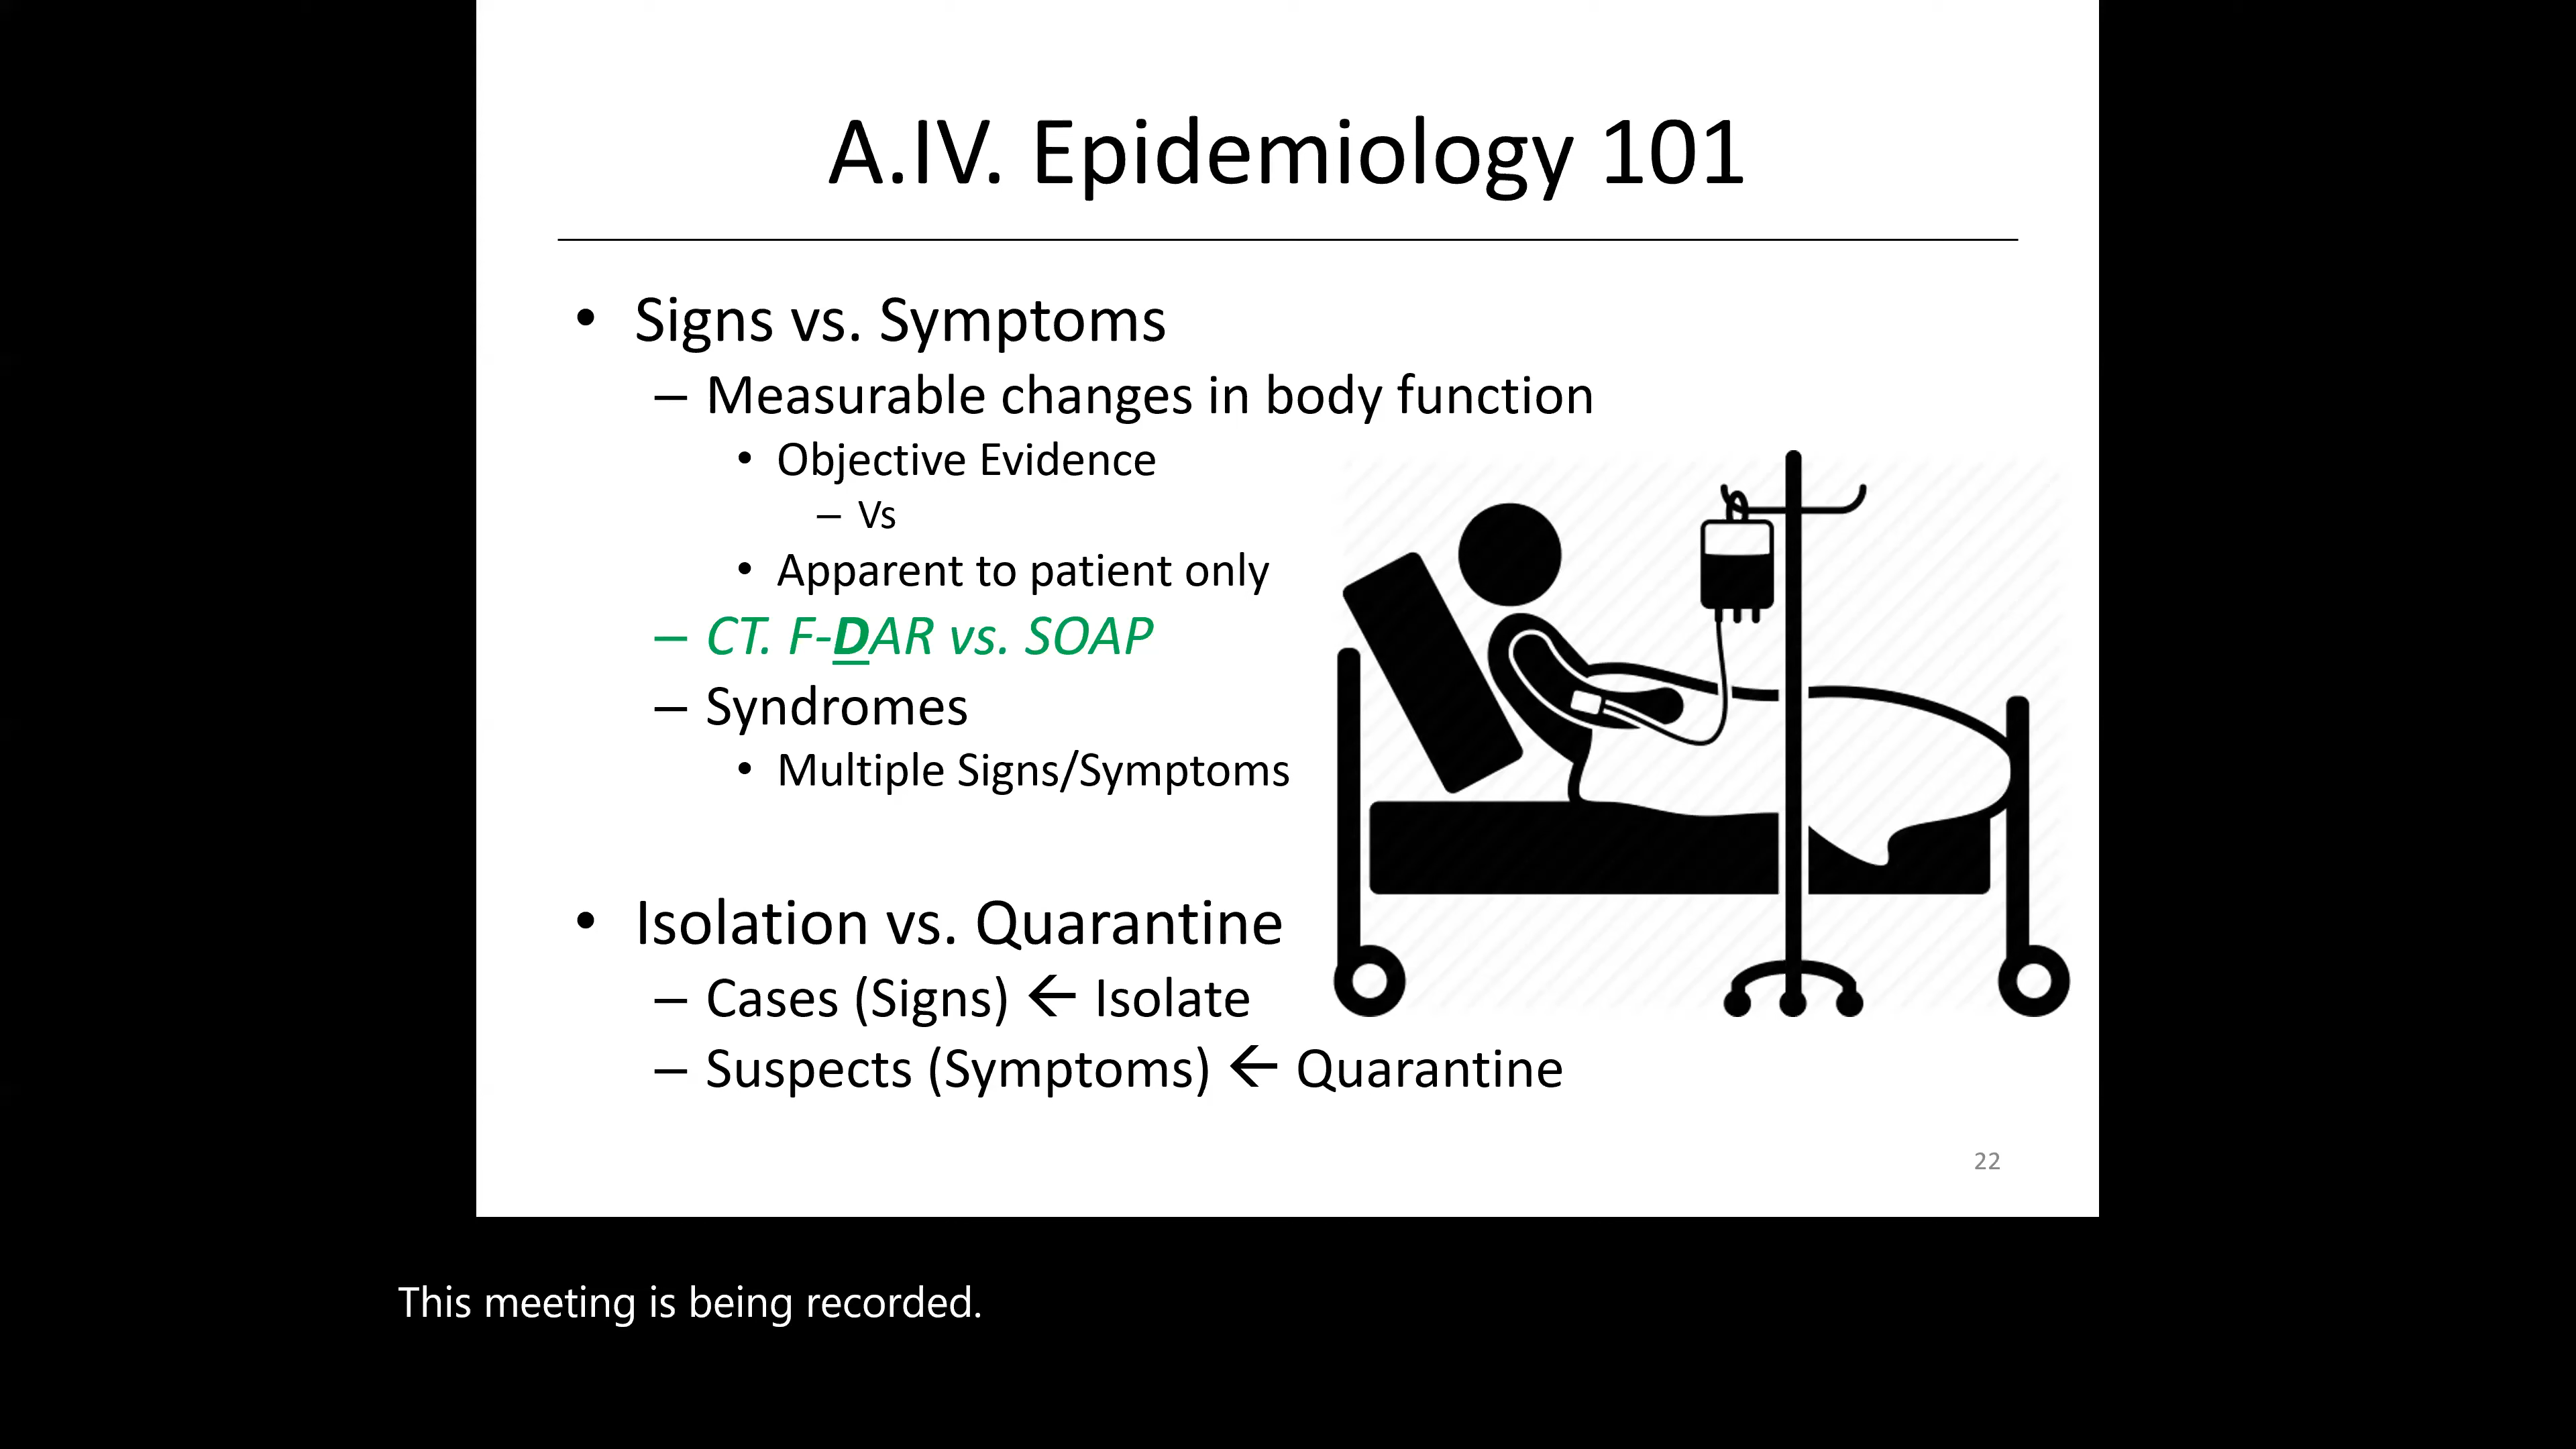 A.IV. Epidemiology 101
• Signs vs. Symptoms
– Measurable changes in body function
• Objective Evidence
– Vs
• Apparent to patient only
– CT. F-DAR vs. SOAP
– Syndromes
• Multiple Signs/Symptoms
• Isolation vs. Quarantine
– Cases (Signs) ← Isolate
– Suspects (Symptoms) ← Quarantine
22
This meeting is being recorded.